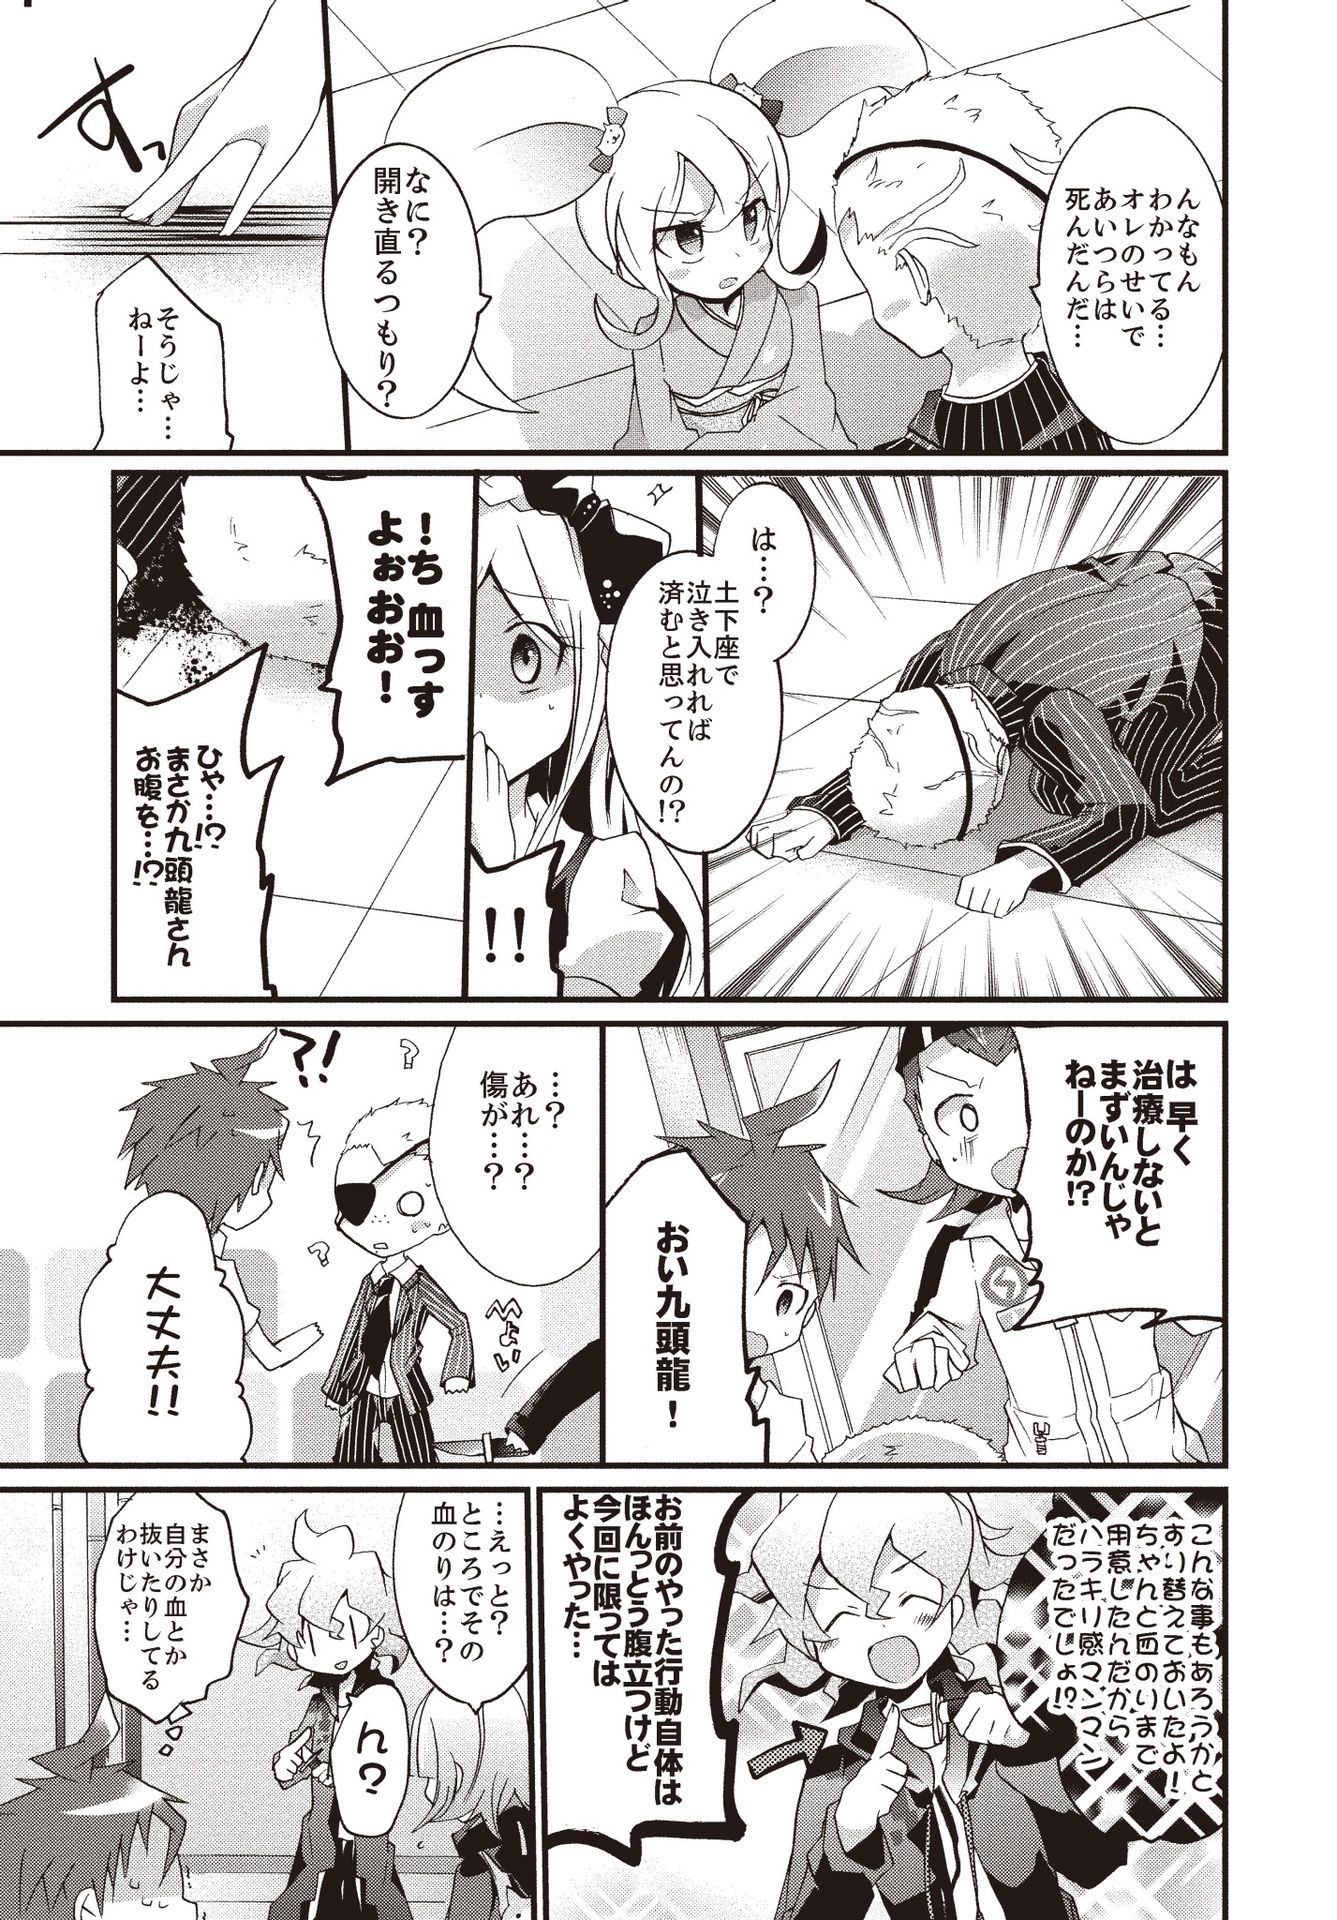 んなもん
わかってる…
オレのせいで
あいつらは
死んだんだ…
なに？
開き直るつもり？
すっ
そうじゃ…
ねーよ…
は…？
土下座で
泣き入れれば
済むと思ってんの!?
!!
！ち 血っす
よぉぉお！
ひゃ…!?
まさか九頭龍さん
お腹を…!?
は 早く
治療しないと
まずいんじゃ
ねーのか!?
おい九頭龍！
…？
あれ…？
傷が…？
?!
?
?
?
大丈夫!!
こんな事もあろうかと
すり替えておいたよ！
ちゃんと血のりまで
用意したんだから
ハラキリ感マンマン
だったでしょ!?
お前のやった行動自体は
ほんっとう腹立つけど
今回に限っては
よくやった…
…えっと？
ところでその
血のりは…？
ん？
まさか
自分の血とか
抜いたりしてる
わけじゃ…